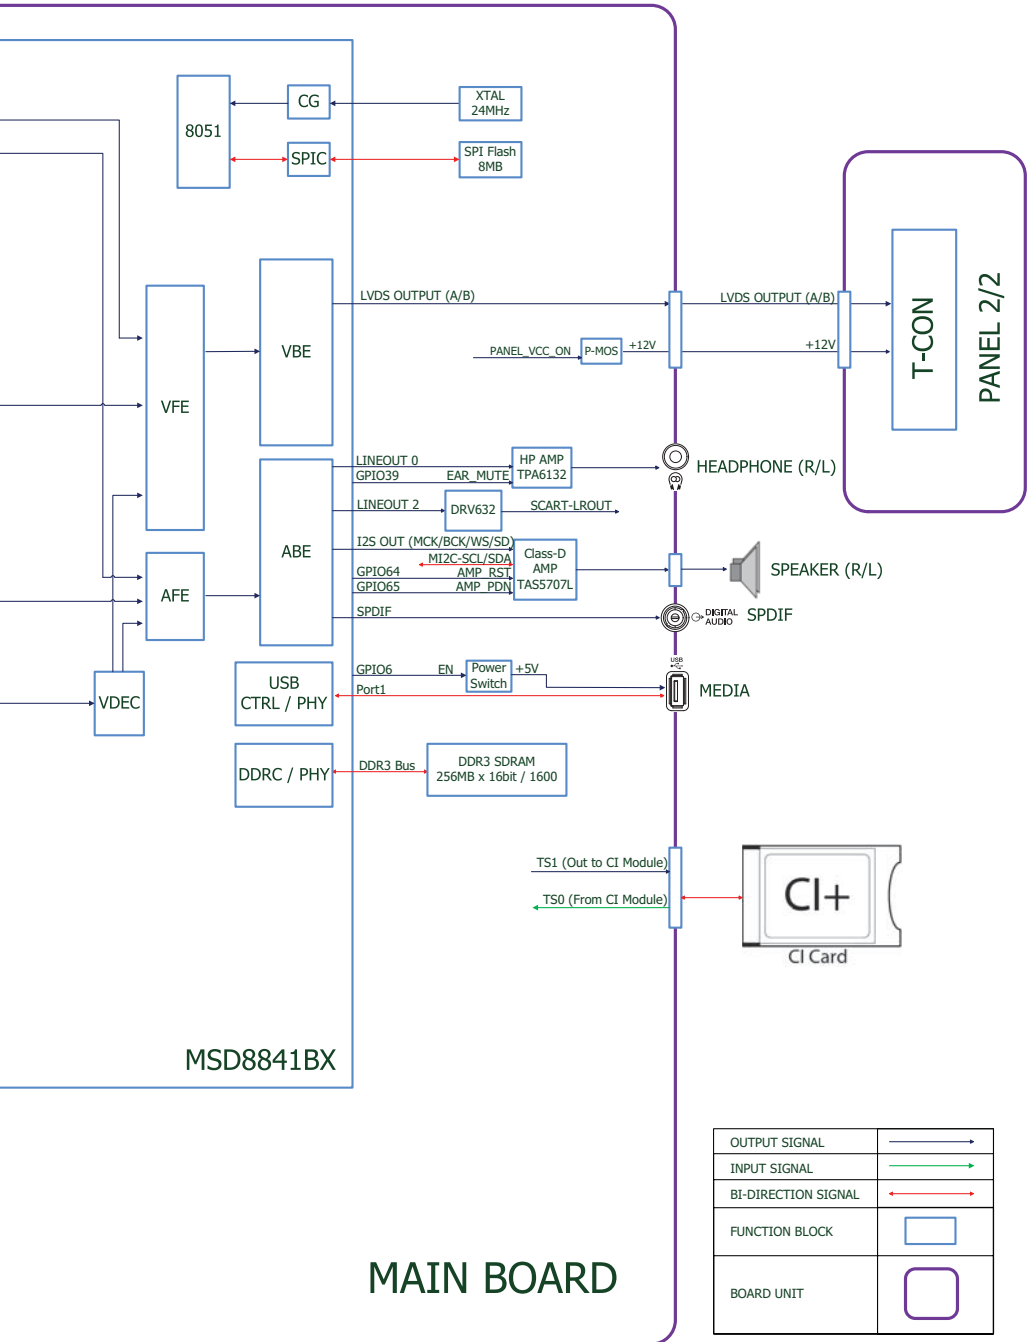 8051
CG
XTAL
24MHz
SPIC
SPI Flash
8MB
VBE
LVDS OUTPUT (A/B)
LVDS OUTPUT (A/B)
PANEL_VCC_ON
P-MOS
+12V
+12V
T-CON
PANEL 2/2
VFE
LINEOUT 0
GPIO39
EAR_MUTE
HP AMP
TPA6132
HEADPHONE (R/L)
LINEOUT 2
DRV632
SCART-LROUT
ABE
I2S OUT (MCK/BCK/WS/SD)
MI2C-SCL/SDA
GPIO64
AMP_RST
GPIO65
AMP_PDN
Class-D
AMP
TAS5707L
SPEAKER (R/L)
AFE
SPDIF
DIGITAL
AUDIO
SPDIF
USB
CTRL / PHY
GPIO6
EN
Power
Switch
+5V
Port1
USB
MEDIA
VDEC
DDRC / PHY
DDR3 Bus
DDR3 SDRAM
256MB x 16bit / 1600
TS1 (Out to CI Module)
TS0 (From CI Module)
CI+
CI Card
MSD8841BX
MAIN BOARD
OUTPUT SIGNAL
INPUT SIGNAL
BI-DIRECTION SIGNAL
FUNCTION BLOCK
BOARD UNIT